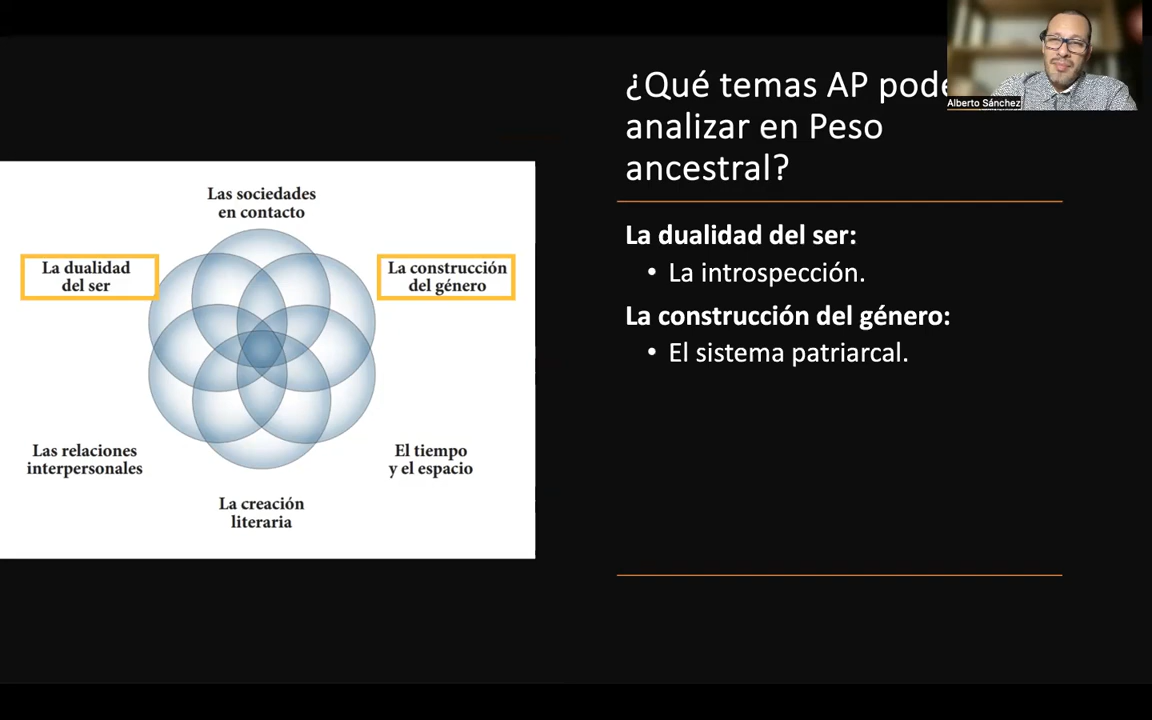 Las sociedades
en contacto
La dualidad
del ser
La construcción
del género
Las relaciones
interpersonales
El tiempo
y el espacio
La creación
literaria
¿Qué temas AP
analizar en Peso
ancestral?
La dualidad del ser:
• La introspección.
La construcción del género:
• El sistema patriarcal.
Alberto Sánchez